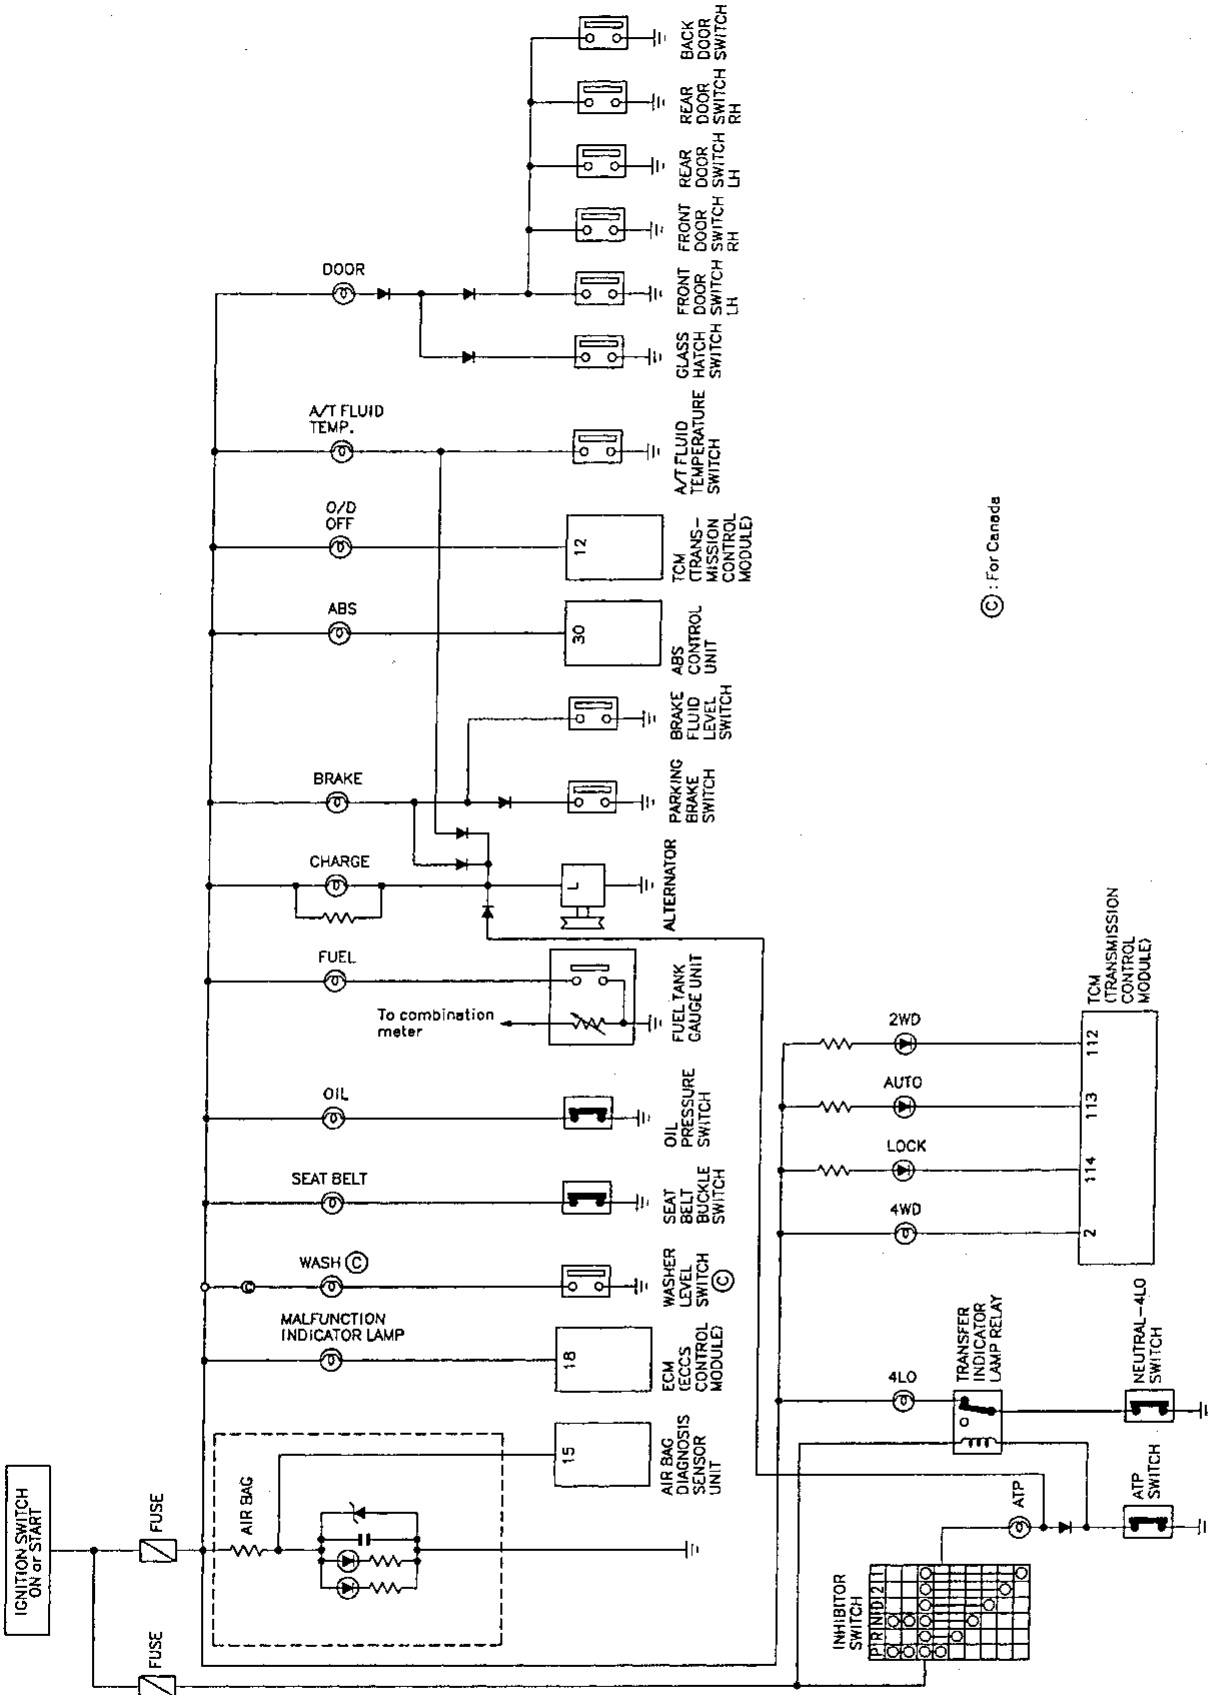 IGNITION SWITCH
ON or START
FUSE
FUSE
AIR BAG
15
AIR BAG
DIAGNOSIS
SENSOR
UNIT
MALFUNCTION
INDICATOR LAMP
18
ECM
(ECCS
CONTROL
MODULE)
WASH Ⓒ
C
WASHER
LEVEL
SWITCH
Ⓒ
SEAT BELT
SEAT
BELT
BUCKLE
SWITCH
OIL
OIL
PRESSURE
SWITCH
FUEL
To combination
meter
FUEL TANK
GAUGE UNIT
CHARGE
L
ALTERNATOR
BRAKE
PARKING
BRAKE
SWITCH
BRAKE
FLUID
LEVEL
SWITCH
ABS
30
ABS
CONTROL
UNIT
O/D
OFF
12
TCM
(TRANS-
MISSION
CONTROL
MODULE)
A/T FLUID
TEMP.
A/T FLUID
TEMPERATURE
SWITCH
DOOR
GLASS
HATCH
SWITCH
FRONT
DOOR
SWITCH
LH
FRONT
DOOR
SWITCH
RH
REAR
DOOR
SWITCH
LH
REAR
DOOR
SWITCH
RH
BACK
DOOR
SWITCH
INHIBITOR
SWITCH
P R N D 2 1
ATP
ATP
SWITCH
4LO
TRANSFER
INDICATOR
LAMP RELAY
NEUTRAL-4LO
SWITCH
4WD
2
LOCK
114
AUTO
113
2WD
112
TCM
(TRANSMISSION
CONTROL
MODULE)
Ⓒ : For Canada